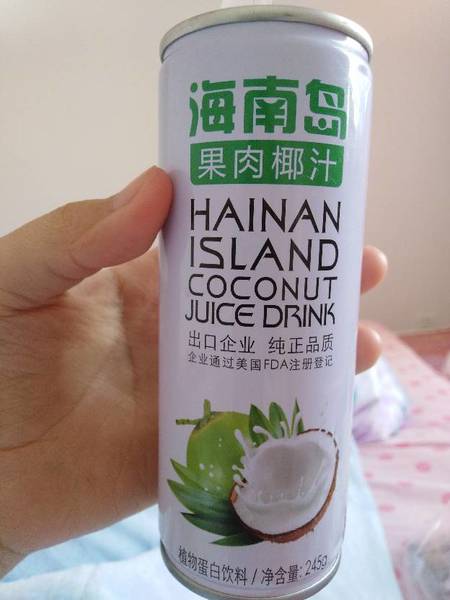 海南岛
果肉椰汁
HAINAN
ISLAND
COCONUT
JUICE DRINK
出口企业 纯正品质
企业通过美国FDA注册登记
植物蛋白饮料 / 净含量: 245g